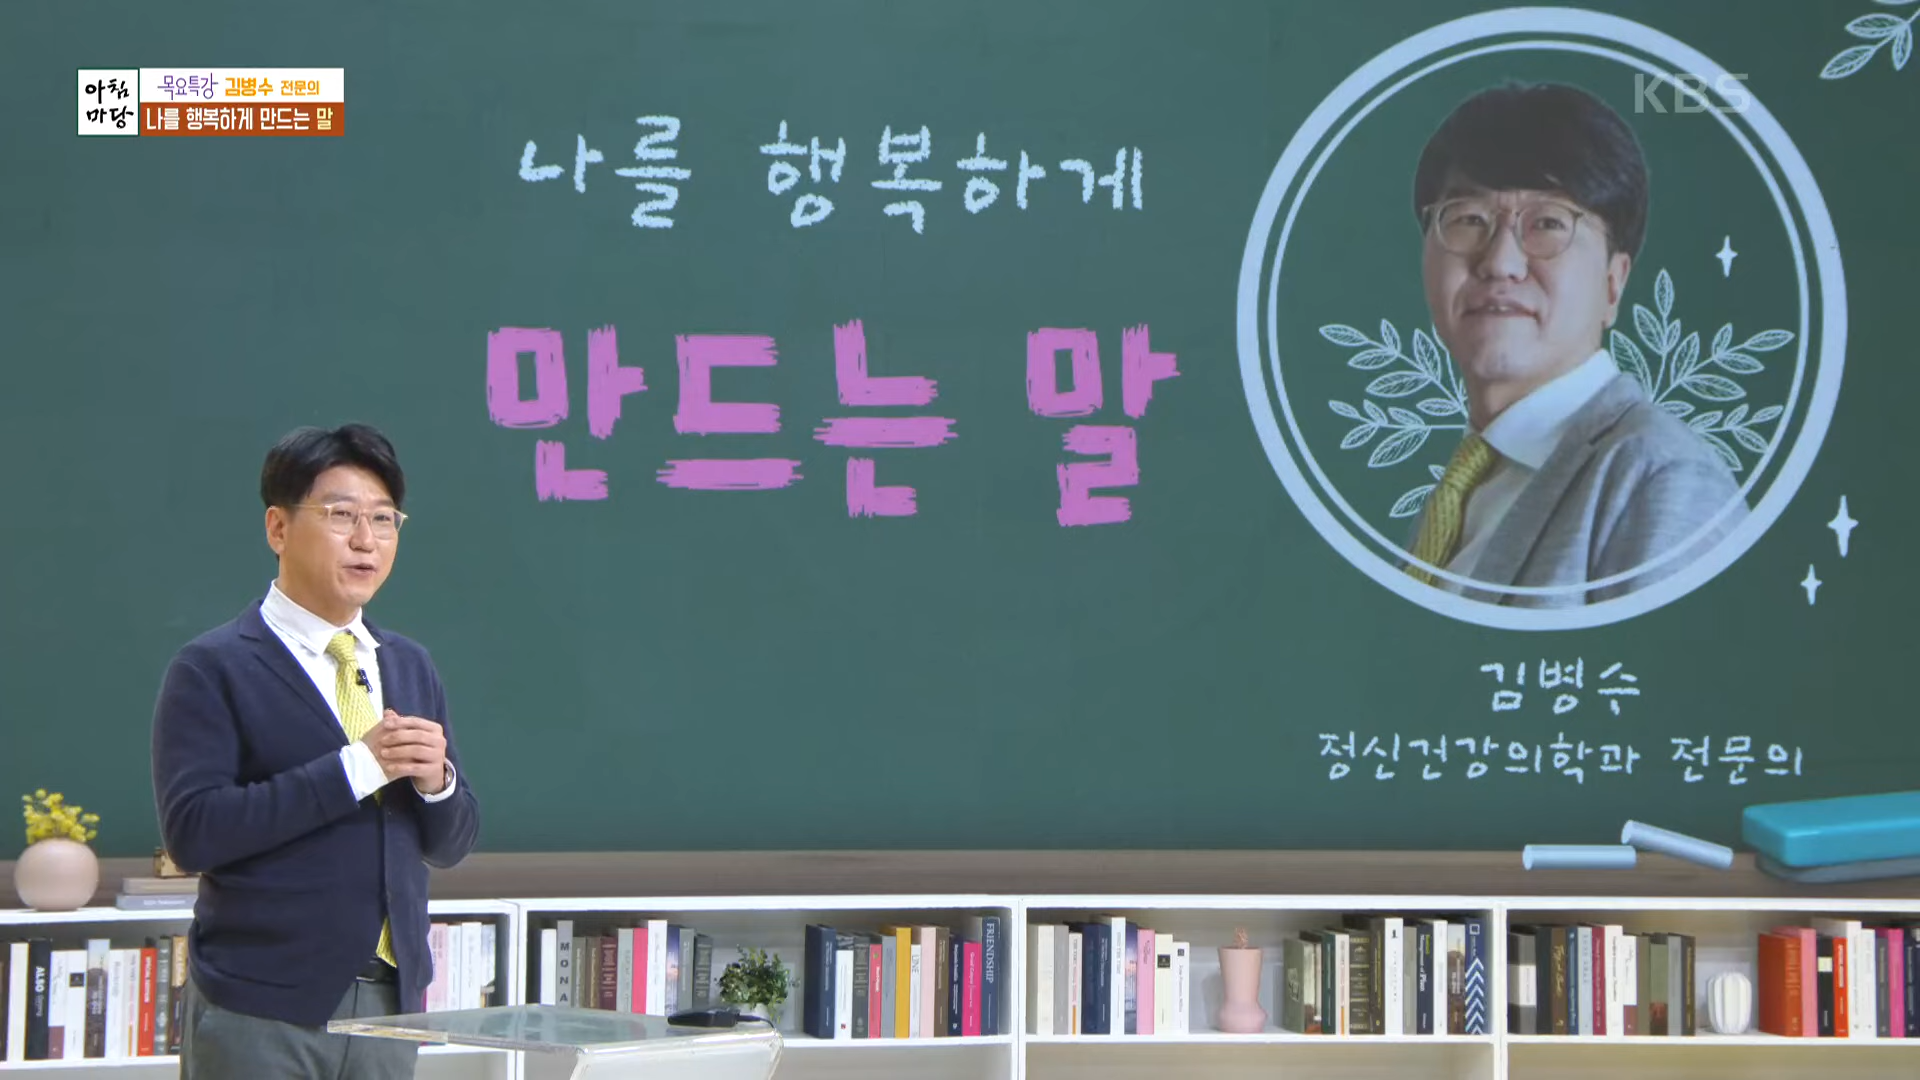 아침
마당
목요특강 김병수 전문의
나를 행복하게 만드는 말
KBS
나를 행복하게
만드는 말
김병수
정신건강의학과 전문의
ALSO
MONA
LINE
FRIENDSHIP